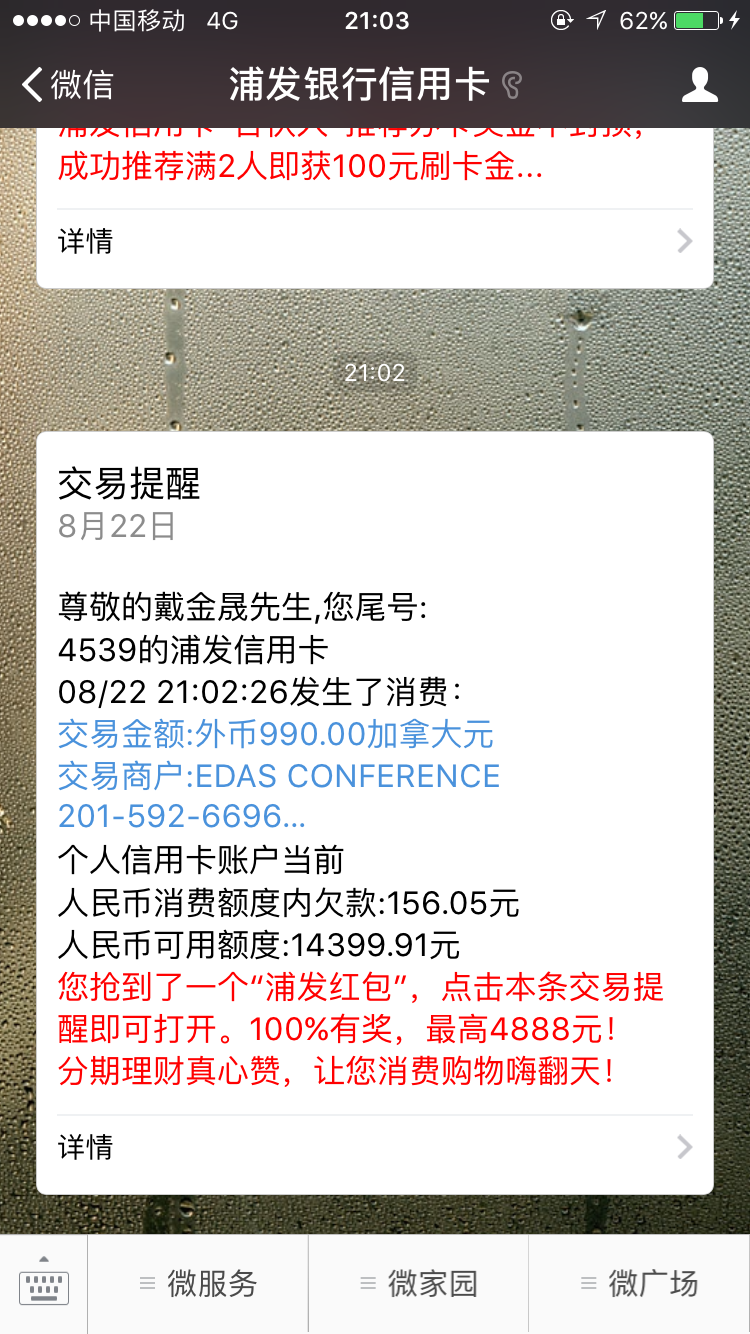 中国移动 4G 21:03 62%
微信 浦发银行信用卡
成功推荐满2人即获100元刷卡金...
详情
21:02
交易提醒
8月22日
尊敬的戴金晟先生,您尾号:
4539的浦发信用卡
08/22 21:02:26发生了消费:
交易金额:外币990.00加拿大元
交易商户:EDAS CONFERENCE
201-592-6696...
个人信用卡账户当前
人民币消费额度内欠款:156.05元
人民币可用额度:14399.91元
您抢到了一个“浦发红包”，点击本条交易提
醒即可打开。100%有奖，最高4888元！
分期理财真心赞，让您消费购物嗨翻天！
详情
微服务 微家园 微广场